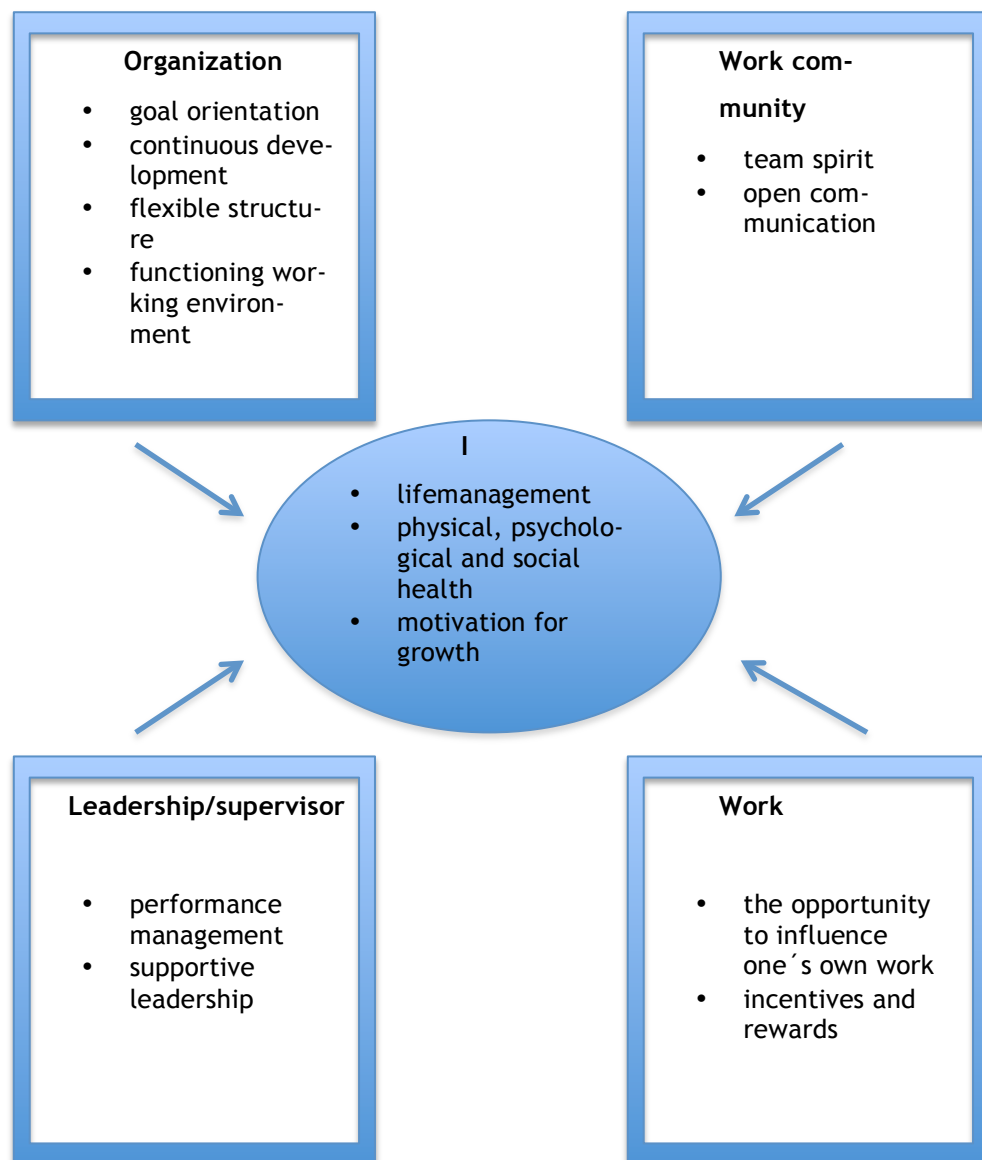 Organization
• goal orientation
• continuous deve-
lopment
• flexible structu-
re
• functioning wor-
king environ-
ment
Work com-
munity
• team spirit
• open com-
munication
I
• lifemanagement
• physical, psycholo-
gical and social
health
• motivation for
growth
Leadership/supervisor
• performance
management
• supportive
leadership
Work
• the opportunity
to influence
one´s own work
• incentives and
rewards